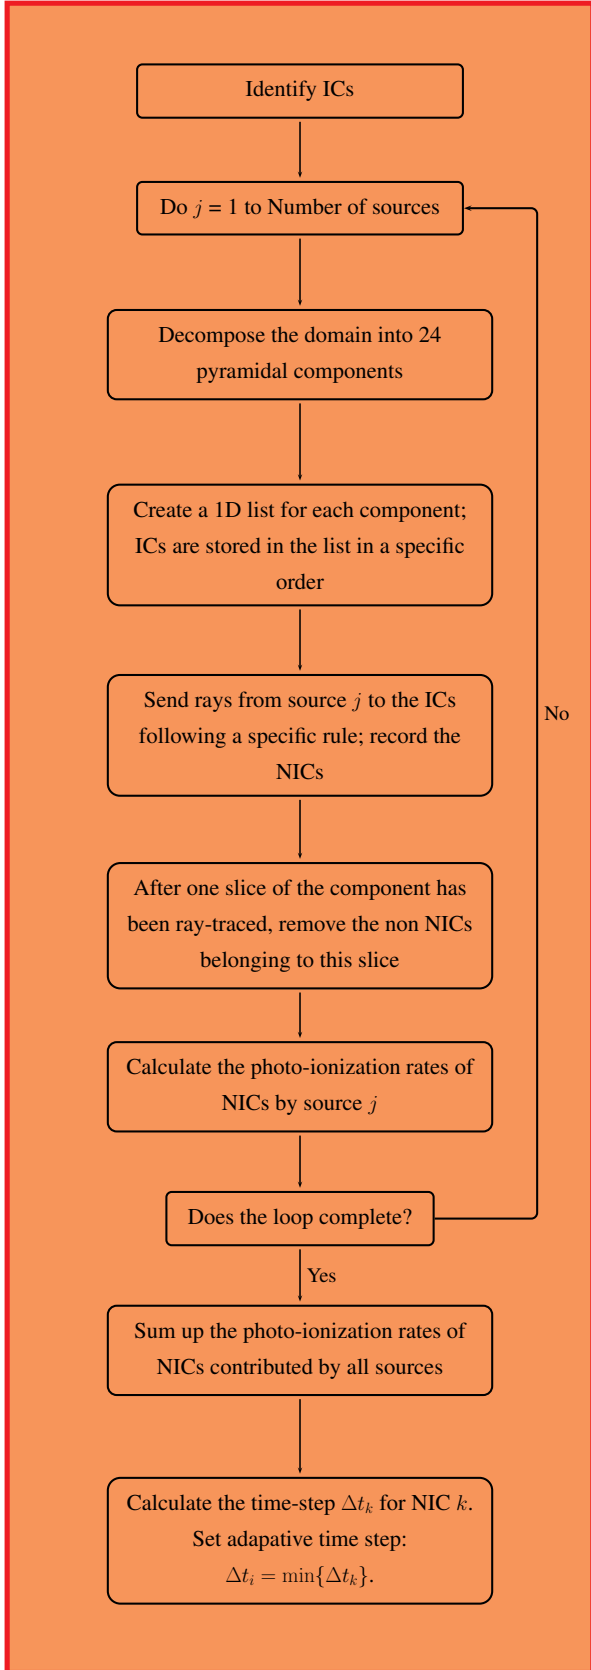 Identify ICs
Do j = 1 to Number of sources
Decompose the domain into 24
pyramidal components
Create a 1D list for each component;
ICs are stored in the list in a specific
order
Send rays from source j to the ICs
following a specific rule; record the
NICs
No
After one slice of the component has
been ray-traced, remove the non NICs
belonging to this slice
Calculate the photo-ionization rates of
NICs by source j
Does the loop complete?
Yes
Sum up the photo-ionization rates of
NICs contributed by all sources
Calculate the time-step Δt_k for NIC k.
Set adapative time step:
Δt_i = min{Δt_k}.